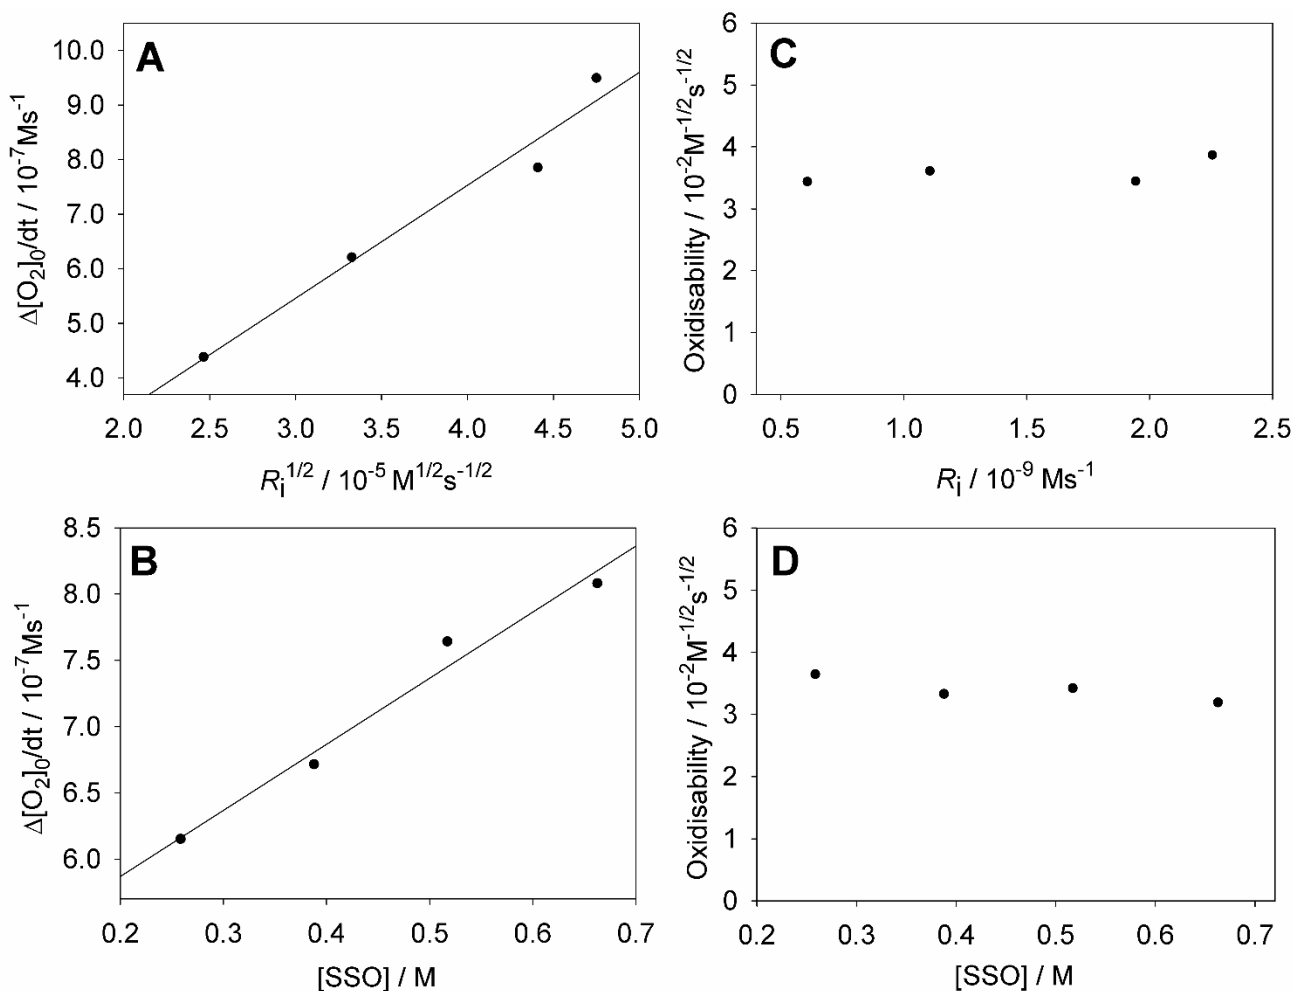 A
10.0
9.0
8.0
7.0
6.0
5.0
4.0
Δ[O2]0/dt / 10^-7 Ms^-1
2.0 2.5 3.0 3.5 4.0 4.5 5.0
Ri^1/2 / 10^-5 M^1/2 s^-1/2
C
6
5
4
3
2
1
0
Oxidisability / 10^-2 M^-1/2 s^-1/2
0.5 1.0 1.5 2.0 2.5
Ri / 10^-9 Ms^-1
B
8.5
8.0
7.5
7.0
6.5
6.0
Δ[O2]0/dt / 10^-7 Ms^-1
0.2 0.3 0.4 0.5 0.6 0.7
[SSO] / M
D
6
5
4
3
2
1
0
Oxidisability / 10^-2 M^-1/2 s^-1/2
0.2 0.3 0.4 0.5 0.6 0.7
[SSO] / M